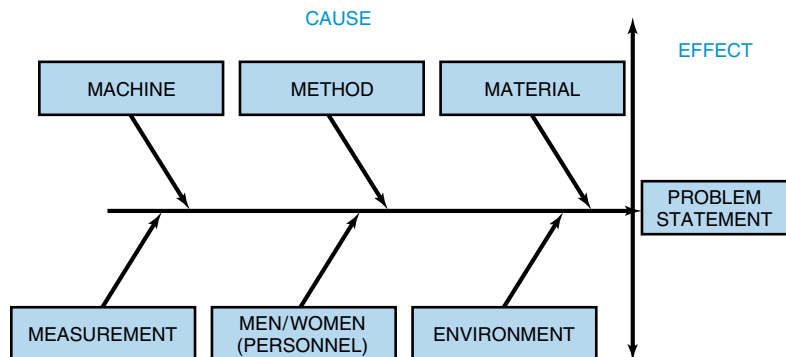 CAUSE
EFFECT
MACHINE
METHOD
MATERIAL
PROBLEM
STATEMENT
MEASUREMENT
MEN/WOMEN
(PERSONNEL)
ENVIRONMENT